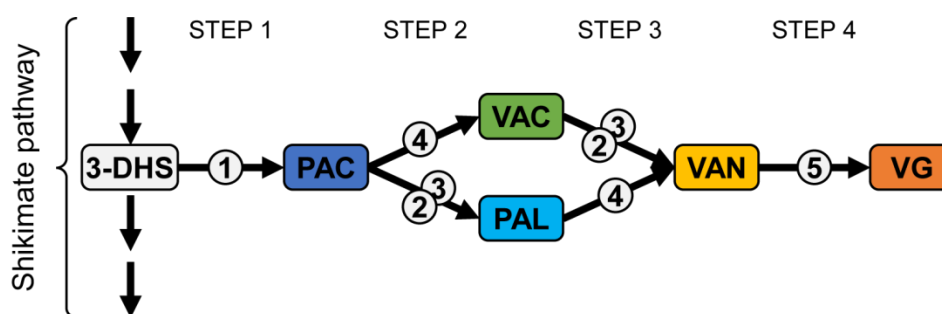 STEP 1 STEP 2 STEP 3 STEP 4
Shikimate pathway
VAC
4 3
2
3-DHS 1 PAC VAN 5 VG
3
2 4
PAL